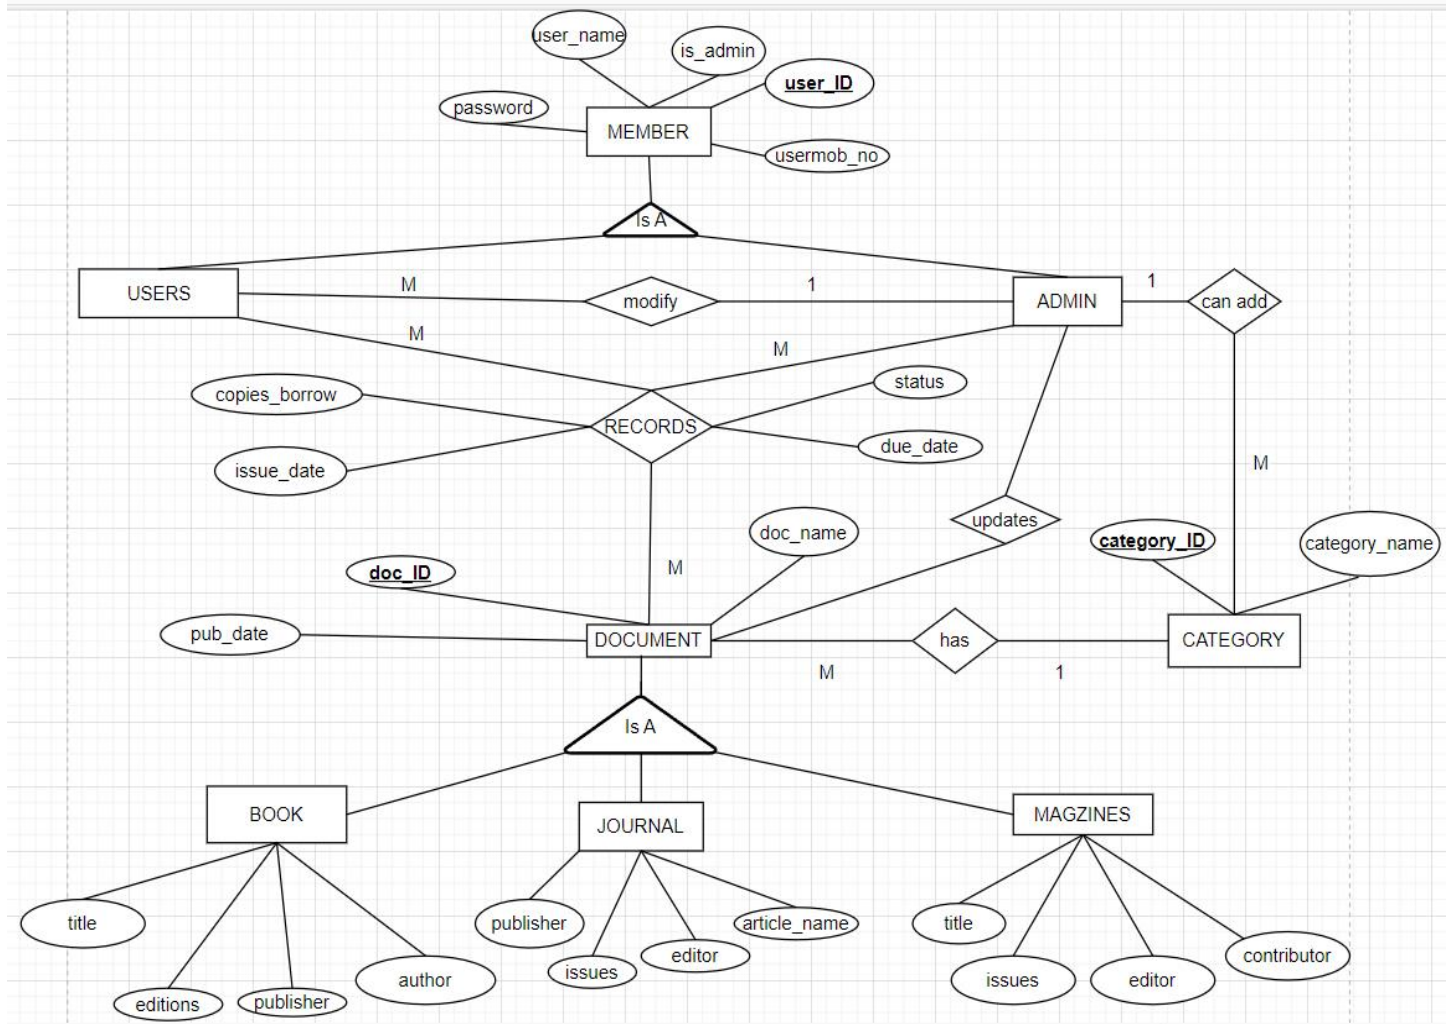 user_name
is_admin
user_ID
password
MEMBER
usermob_no
Is A
USERS
M
modify
1
ADMIN
1
can add
M
M
copies_borrow
status
RECORDS
due_date
issue_date
M
updates
doc_name
category_ID
category_name
doc_ID
M
pub_date
DOCUMENT
has
CATEGORY
M
1
Is A
BOOK
JOURNAL
MAGZINES
title
publisher
article_name
title
issues
editor
contributor
author
issues
editor
editions
publisher